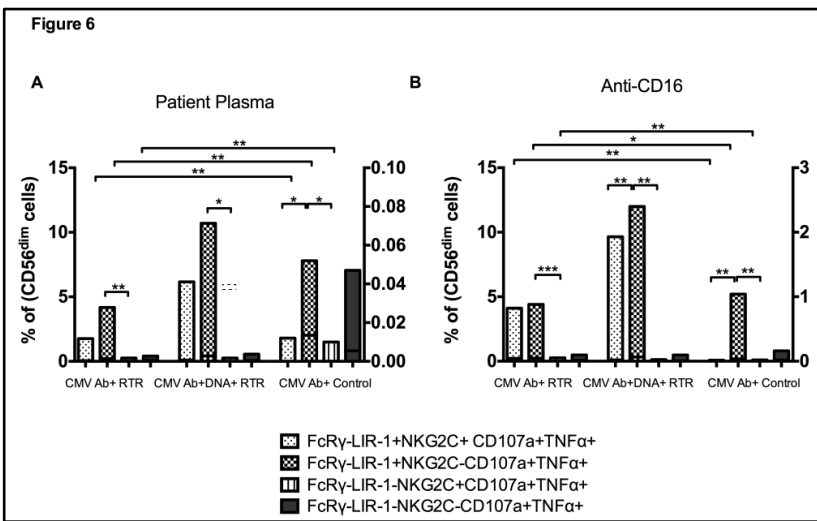 Figure 6
A
Patient Plasma
**
**
**
15
10
5
0
% of (CD56dim cells)
**
*
*
*
0.10
0.08
0.06
0.04
0.02
0.00
CMV Ab+ RTR
CMV Ab+DNA+ RTR
CMV Ab+ Control
B
Anti-CD16
**
*
**
15
10
5
0
% of (CD56dim cells)
***
**
**
**
**
3
2
1
0
CMV Ab+ RTR
CMV Ab+DNA+ RTR
CMV Ab+ Control
FcRγ-LIR-1+NKG2C+ CD107a+TNFα+
FcRγ-LIR-1+NKG2C-CD107a+TNFα+
FcRγ-LIR-1-NKG2C+CD107a+TNFα+
FcRγ-LIR-1-NKG2C-CD107a+TNFα+